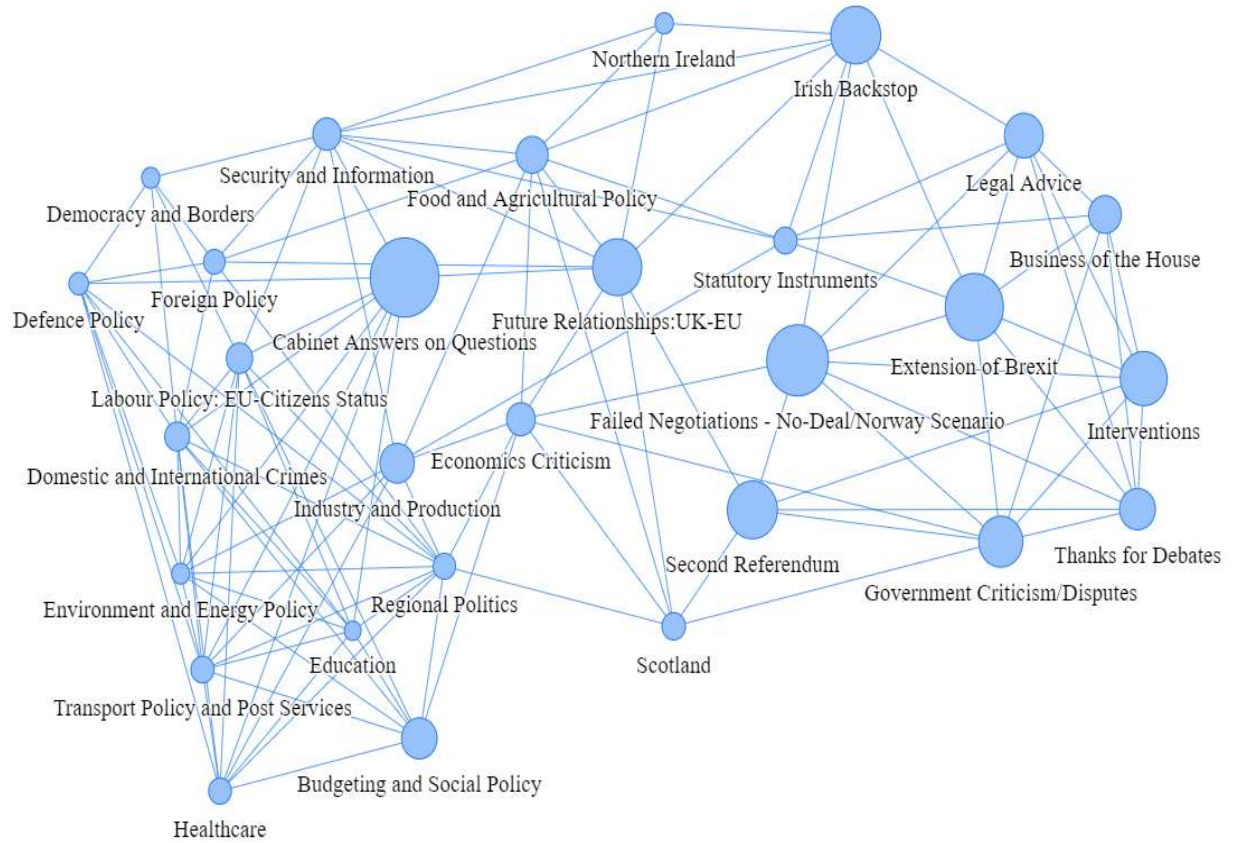 Northern Ireland
Irish Backstop
Security and Information
Legal Advice
Food and Agricultural Policy
Democracy and Borders
Business of the House
Statutory Instruments
Foreign Policy
Defence Policy
Future Relationships:UK-EU
Cabinet Answers on Questions
Extension of Brexit
Labour Policy: EU-Citizens Status
Failed Negotiations - No-Deal/Norway Scenario
Interventions
Economics Criticism
Domestic and International Crimes
Industry and Production
Thanks for Debates
Second Referendum
Government Criticism/Disputes
Environment and Energy Policy
Regional Politics
Education
Scotland
Transport Policy and Post Services
Budgeting and Social Policy
Healthcare